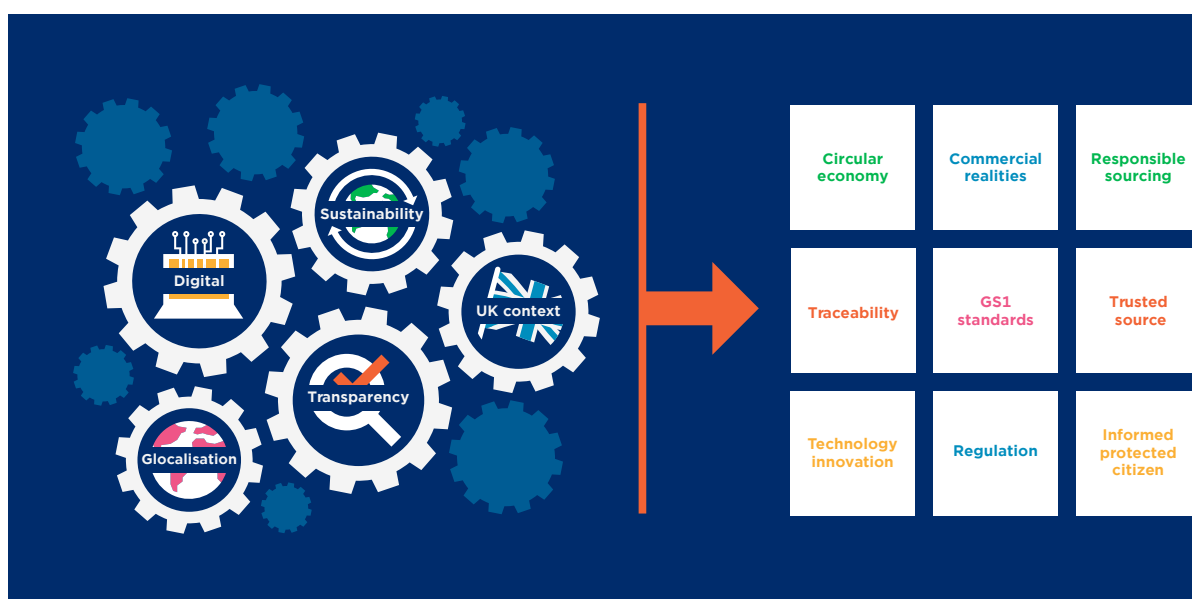 Sustainability
Digital
UK context
Transparency
Glocalisation
Circular
economy
Commercial
realities
Responsible
sourcing
Traceability
GS1
standards
Trusted
source
Technology
innovation
Regulation
Informed
protected
citizen